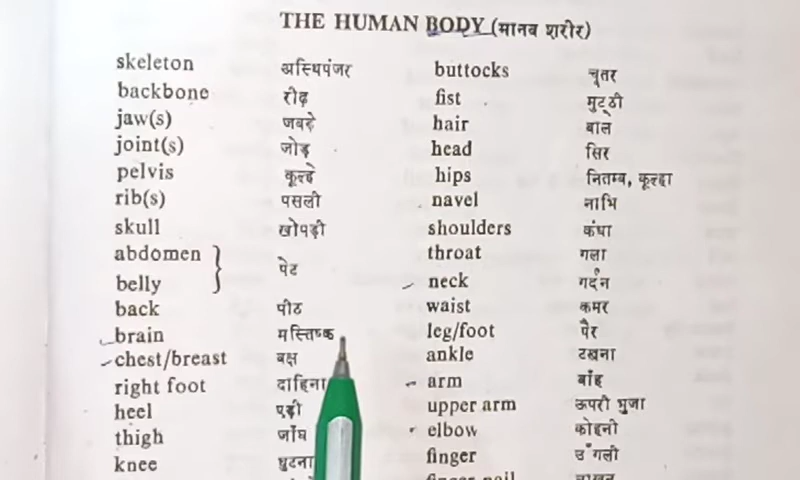 THE HUMAN BODY (मानव शरीर)
skeleton अस्थिपंजर
backbone रीढ़
jaw(s) जबड़े
joint(s) जोड़
pelvis कूल्हे
rib(s) पसली
skull खोपड़ी
abdomen
belly पेट
back पीठ
brain मस्तिष्क
chest/breast बक्ष
right foot दाहिना
heel एड़ी
thigh जाँघ
knee घुटना
buttocks चूतर
fist मुट्ठी
hair बाल
head सिर
hips नितम्ब, कूल्हा
navel नाभि
shoulders कंधा
throat गला
neck गर्दन
waist कमर
leg/foot पैर
ankle टखना
arm बाँह
upper arm ऊपरी भुजा
elbow कोहनी
finger उँगली